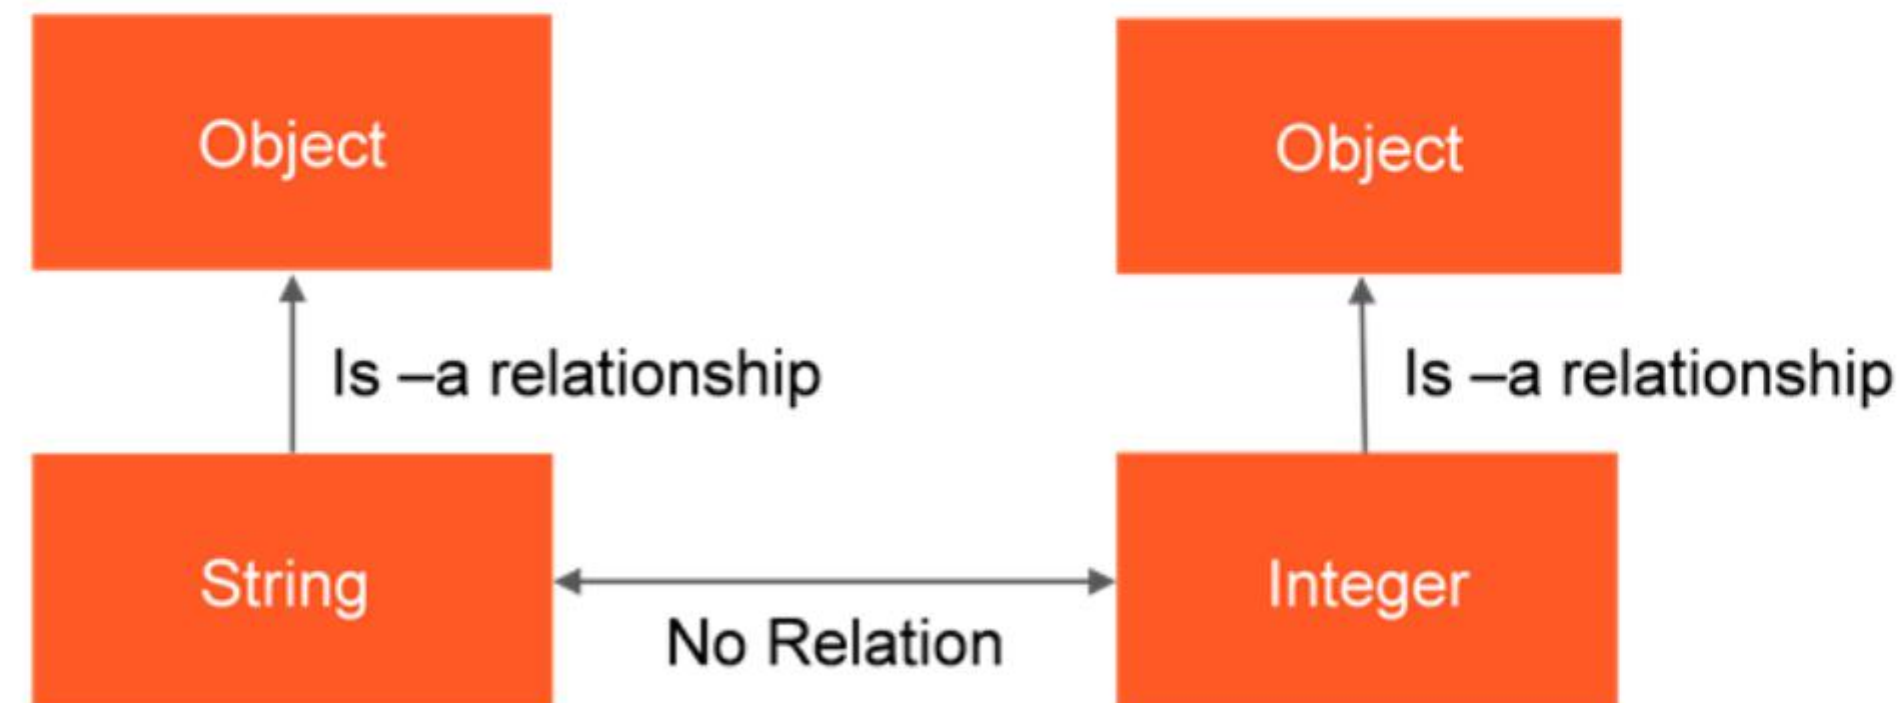 Object
Object
Is –a relationship
Is –a relationship
String
Integer
No Relation